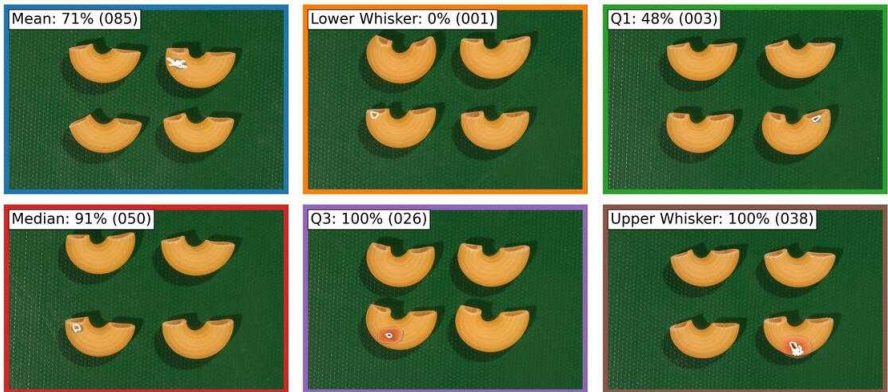 Mean: 71% (085)
Lower Whisker: 0% (001)
Q1: 48% (003)
Median: 91% (050)
Q3: 100% (026)
Upper Whisker: 100% (038)